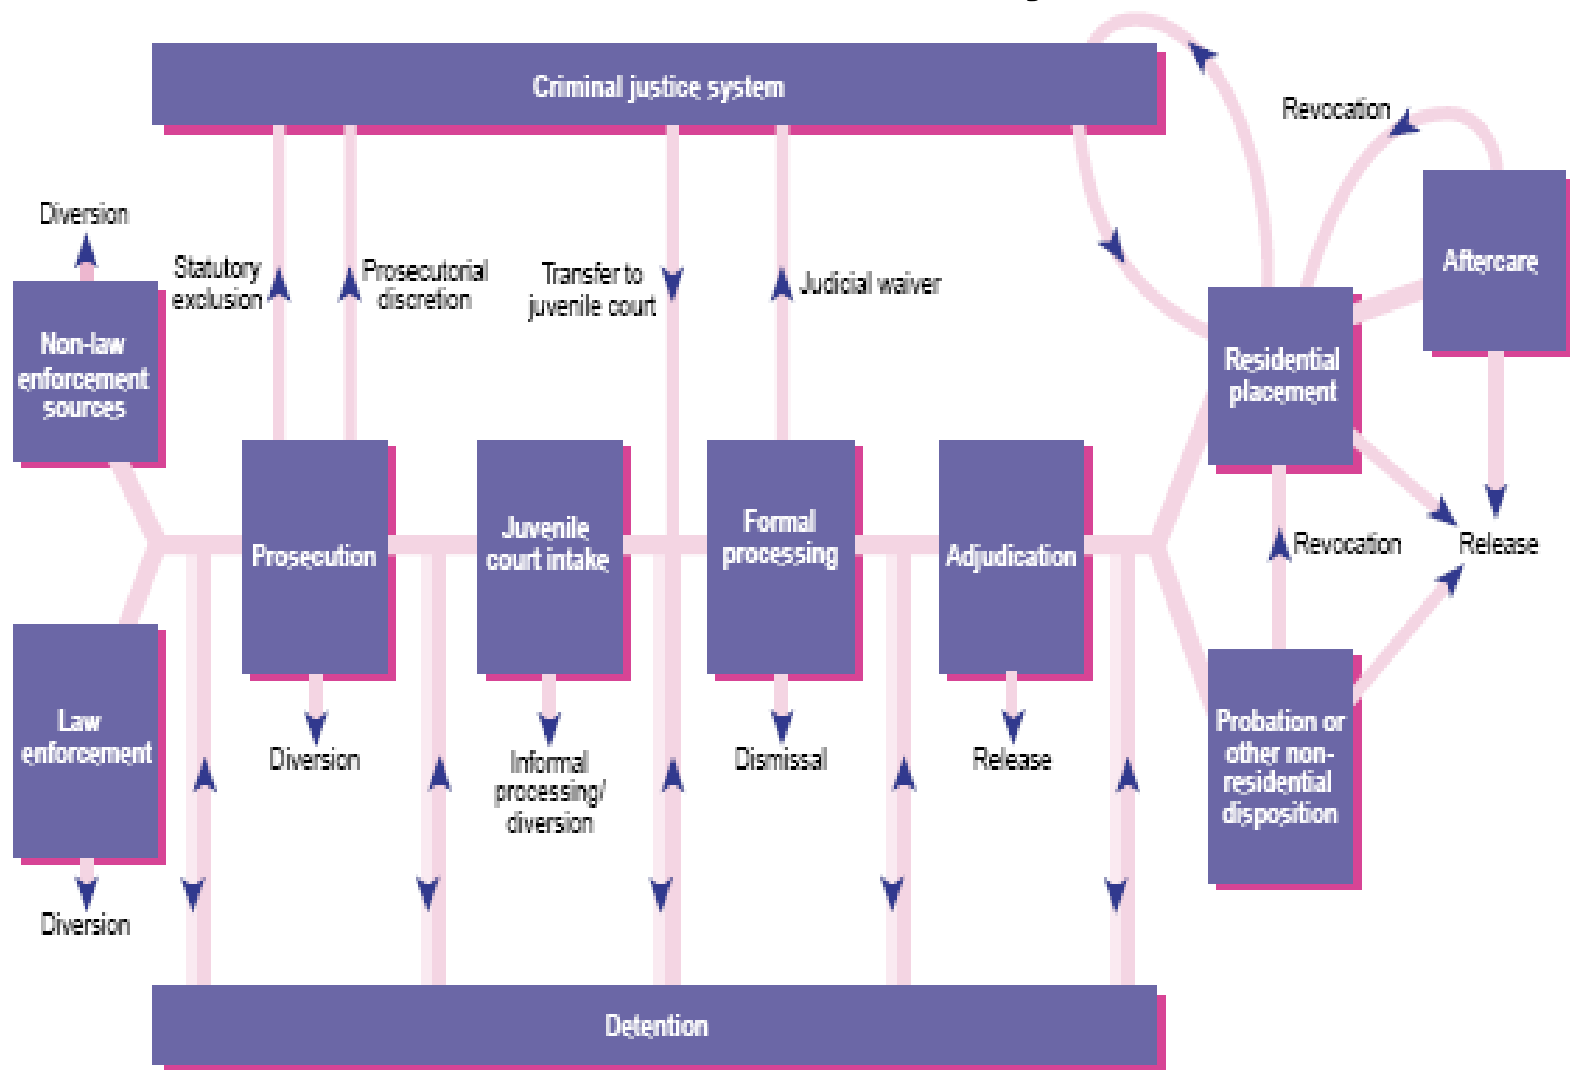 Criminal justice system
Revocation
Diversion
Aftercare
Statutory
exclusion
Prosecutorial
discretion
Transfer to
juvenile court
Judicial waiver
Non-law
enforcement
sources
Residential
placement
Prosecution
Juvenile
court intake
Formal
processing
Adjudication
Revocation
Release
Law
enforcement
Probation or
other non-
residential
disposition
Diversion
Informal
processing/
diversion
Dismissal
Release
Diversion
Detention